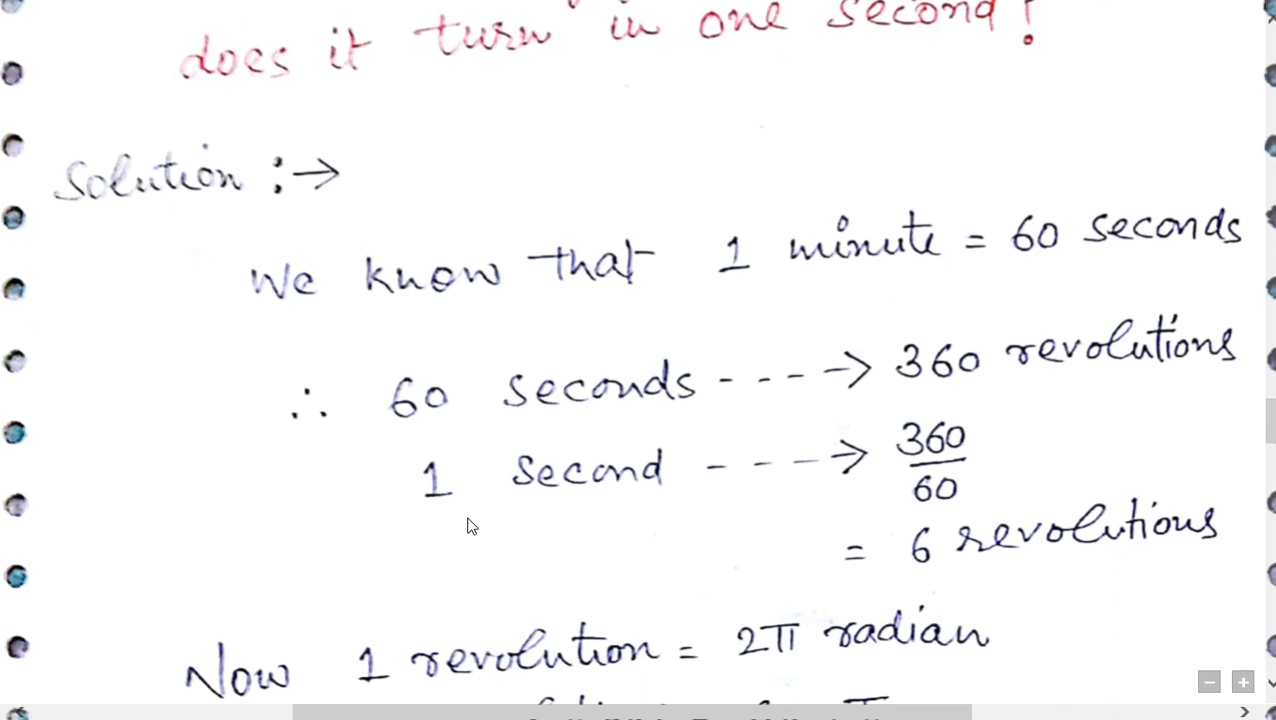 does it turn in one second?
Solution :→
We know that 1 minute = 60 seconds
∴ 60 seconds ----> 360 revolutions
1 second ----> 360/60
= 6 revolutions
Now 1 revolution = 2π radian